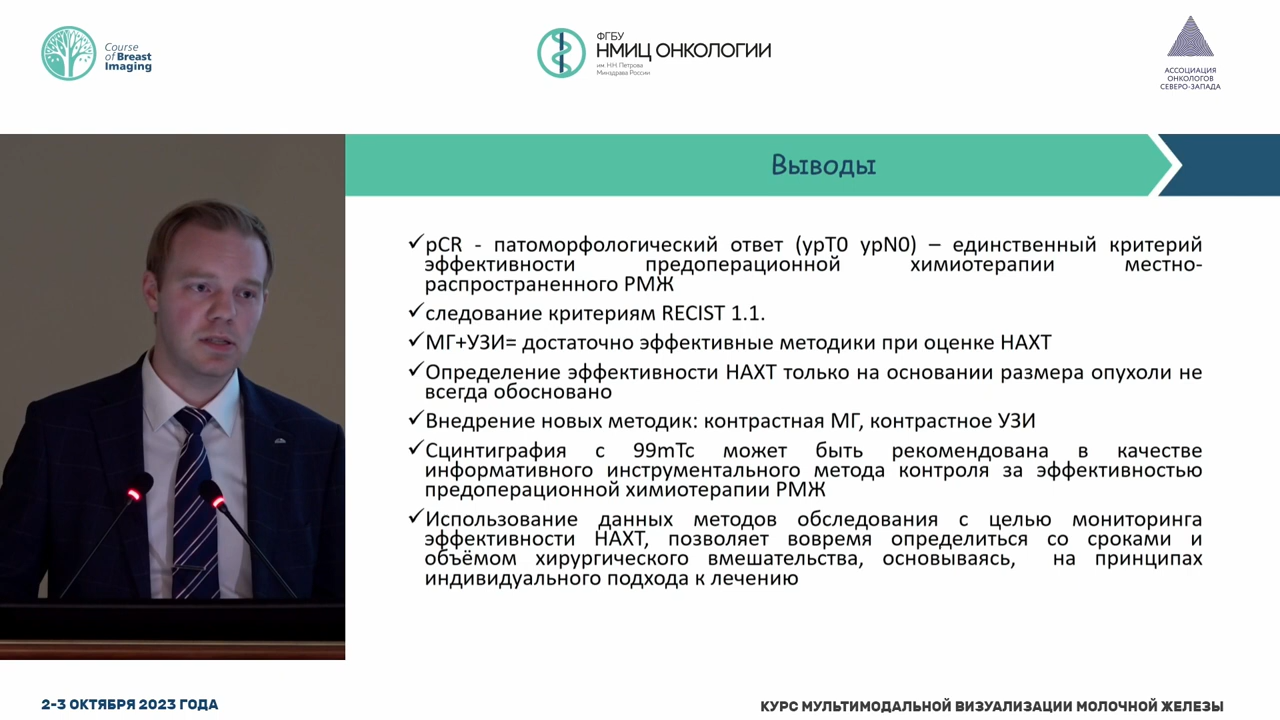 Course
of Breast
Imaging
ФГБУ
НМИЦ ОНКОЛОГИИ
им. Н.Н. Петрова
Минздрава России
АССОЦИАЦИЯ
ОНКОЛОГОВ
СЕВЕРО-ЗАПАДА
Выводы
✓pCR - патоморфологический ответ (ypT0 ypN0) – единственный критерий
эффективности предоперационной химиотерапии местно-
распространенного РМЖ
✓следование критериям RECIST 1.1.
✓МГ+УЗИ= достаточно эффективные методики при оценке НАХТ
✓Определение эффективности НАХТ только на основании размера опухоли не
всегда обосновано
✓Внедрение новых методик: контрастная МГ, контрастное УЗИ
✓Сцинтиграфия с 99mTc может быть рекомендована в качестве
информативного инструментального метода контроля за эффективностью
предоперационной химиотерапии РМЖ
✓Использование данных методов обследования с целью мониторинга
эффективности НАХТ, позволяет вовремя определиться со сроками и
объёмом хирургического вмешательства, основываясь, на принципах
индивидуального подхода к лечению
2-3 ОКТЯБРЯ 2023 ГОДА
КУРС МУЛЬТИМОДАЛЬНОЙ ВИЗУАЛИЗАЦИИ МОЛОЧНОЙ ЖЕЛЕЗЫ